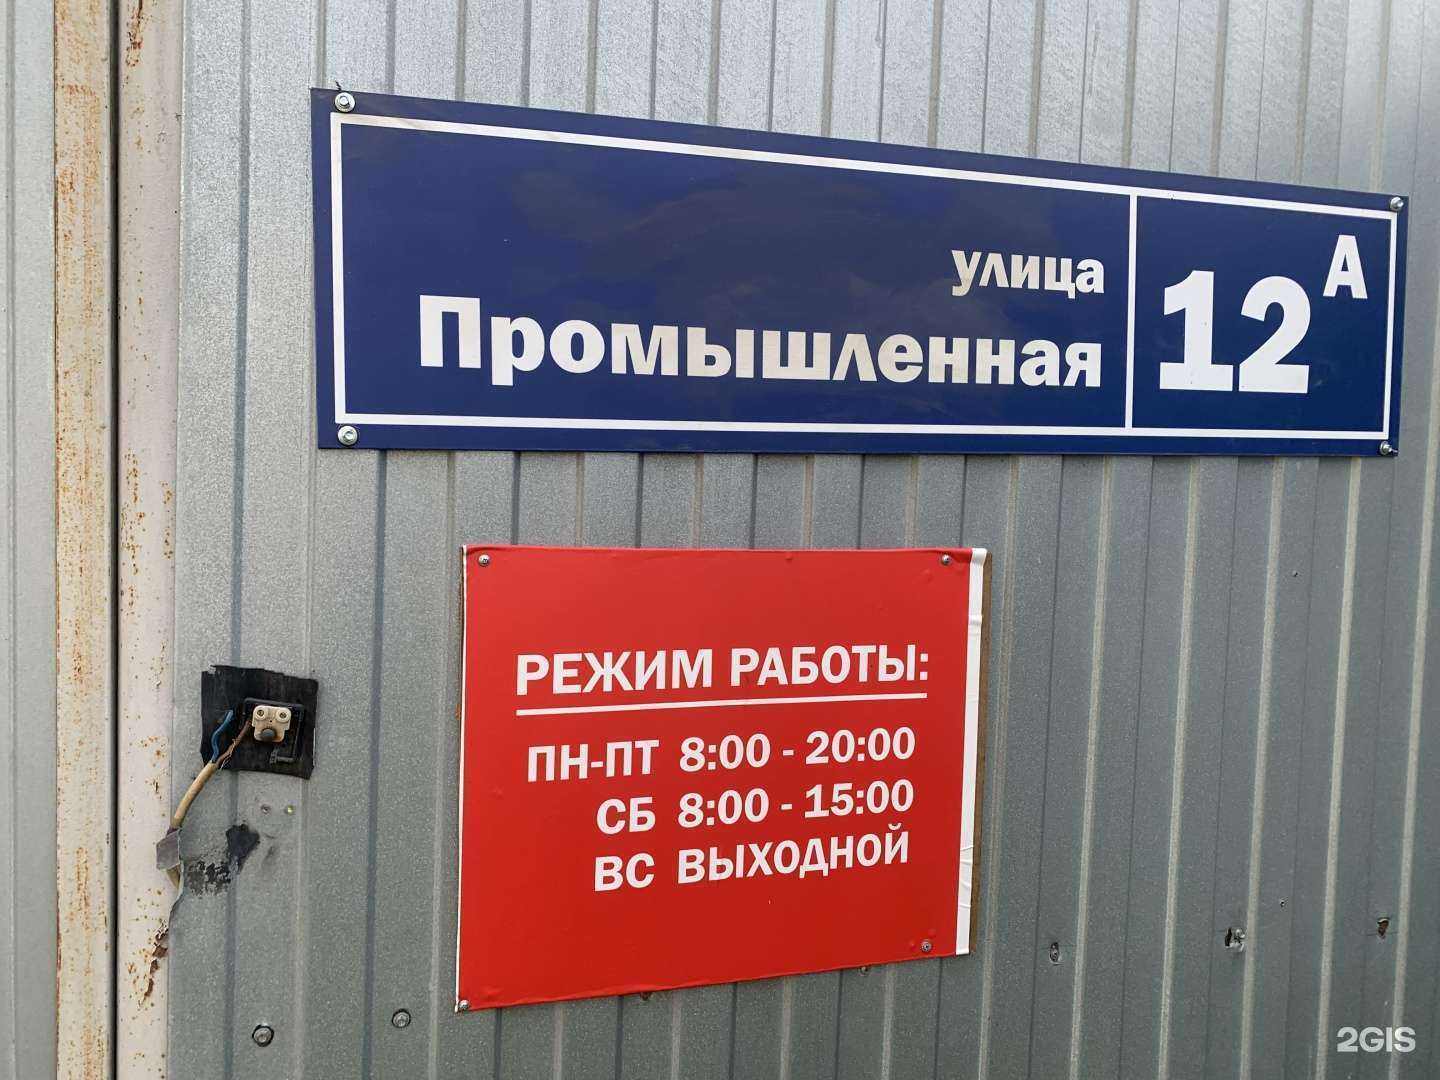 улица
Промышленная
12 А
РЕЖИМ РАБОТЫ:
ПН-ПТ 8:00 - 20:00
СБ 8:00 - 15:00
ВС ВЫХОДНОЙ
2GIS